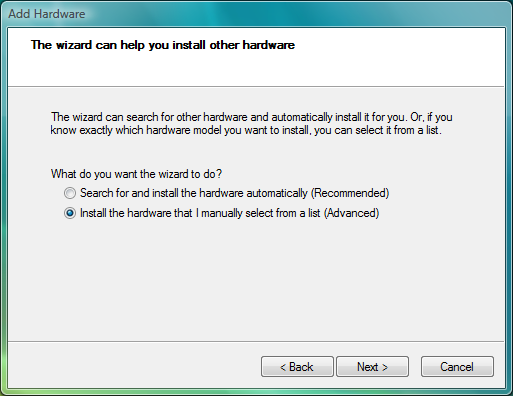 Add Hardware
The wizard can help you install other hardware
The wizard can search for other hardware and automatically install it for you. Or, if you
know exactly which hardware model you want to install, you can select it from a list.
What do you want the wizard to do?
Search for and install the hardware automatically (Recommended)
Install the hardware that I manually select from a list (Advanced)
< Back
Next >
Cancel